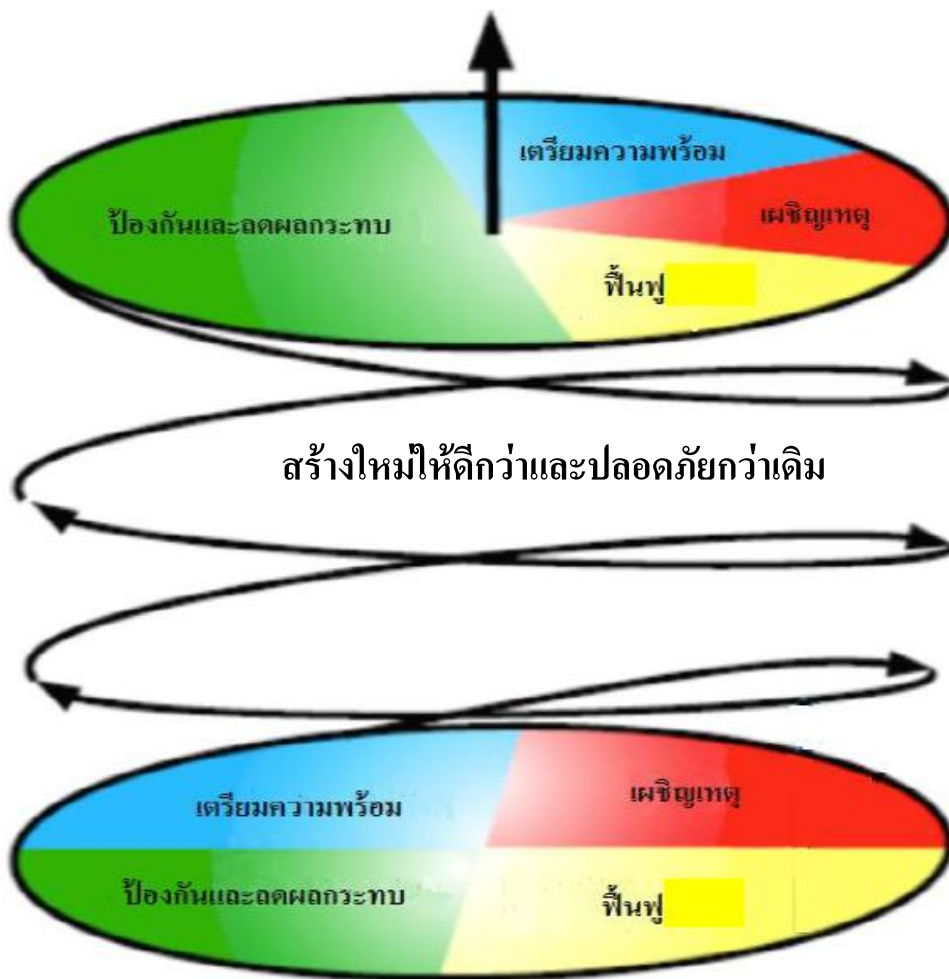 เตรียมความพร้อม
ป้องกันและลดผลกระทบ
เผชิญเหตุ
ฟื้นฟู
สร้างใหม่ให้ดีกว่าและปลอดภัยกว่าเดิม
เตรียมความพร้อม
เผชิญเหตุ
ป้องกันและลดผลกระทบ
ฟื้นฟู